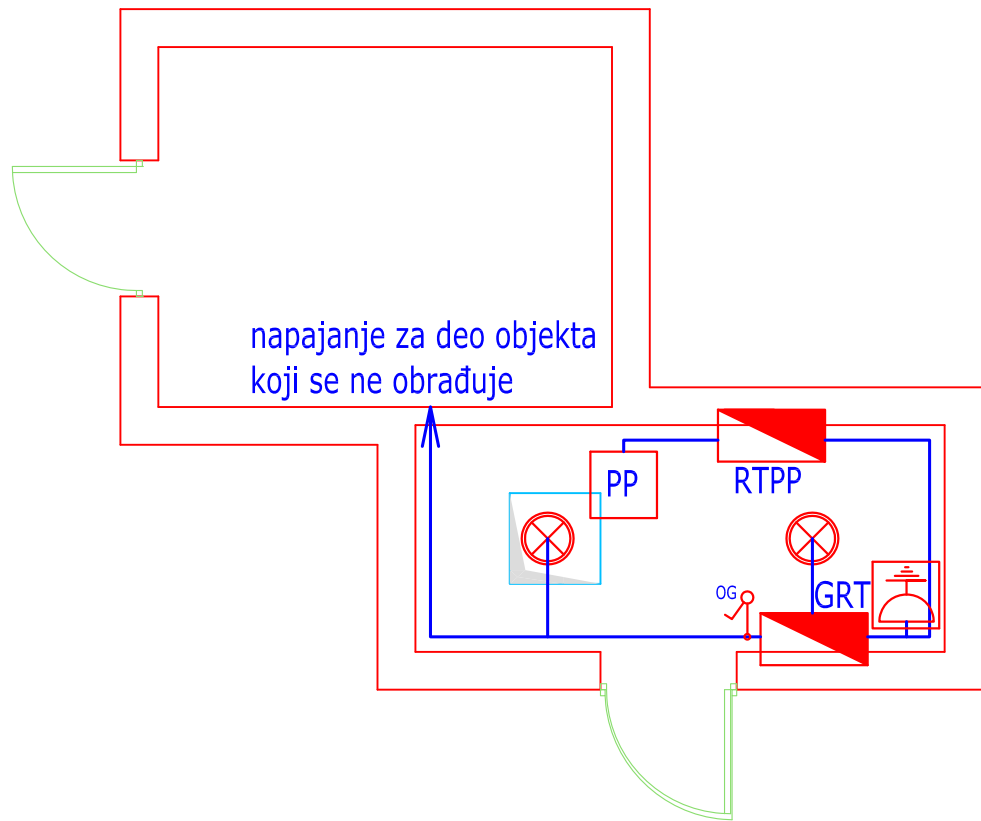 napajanje za deo objekta
koji se ne obrađuje
PP
RTPP
OG
GRT